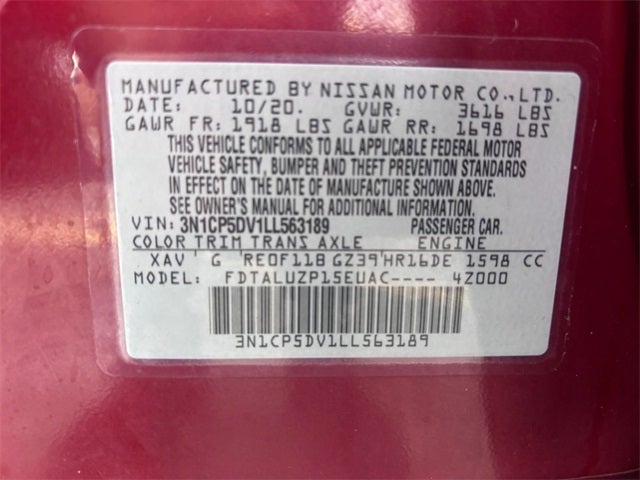 MANUFACTURED BY NISSAN MOTOR CO.,LTD.
DATE: 10/20. GVWR: 3616 LBS
GAWR FR: 1918 LBS GAWR RR: 1698 LBS
THIS VEHICLE CONFORMS TO ALL APPLICABLE FEDERAL MOTOR
VEHICLE SAFETY, BUMPER AND THEFT PREVENTION STANDARDS
IN EFFECT ON THE DATE OF MANUFACTURE SHOWN ABOVE.
SEE OWNER'S MANUAL FOR ADDITIONAL INFORMATION.
VIN: 3N1CP5DV1LL563189 PASSENGER CAR.
COLOR TRIM TRANS AXLE ENGINE
XAV G RE0F11B GZ39 HR16DE 1598 CC
MODEL: FDTALUZP15EUAC---- 4Z000
3N1CP5DV1LL563189